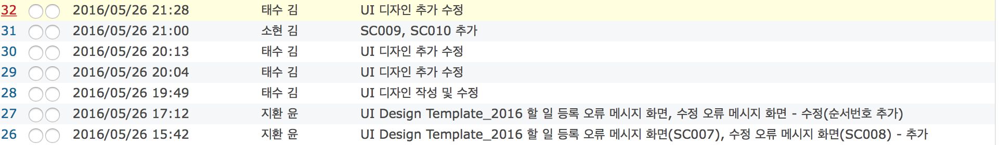 32 2016/05/26 21:28 태수 김 UI 디자인 추가 수정
31 2016/05/26 21:00 소현 김 SC009, SC010 추가
30 2016/05/26 20:13 태수 김 UI 디자인 추가 수정
29 2016/05/26 20:04 태수 김 UI 디자인 추가 수정
28 2016/05/26 19:49 태수 김 UI 디자인 작성 및 수정
27 2016/05/26 17:12 지환 윤 UI Design Template_2016 할 일 등록 오류 메시지 화면, 수정 오류 메시지 화면 - 수정(순서번호 추가)
26 2016/05/26 15:42 지환 윤 UI Design Template_2016 할 일 등록 오류 메시지 화면(SC007), 수정 오류 메시지 화면(SC008) - 추가